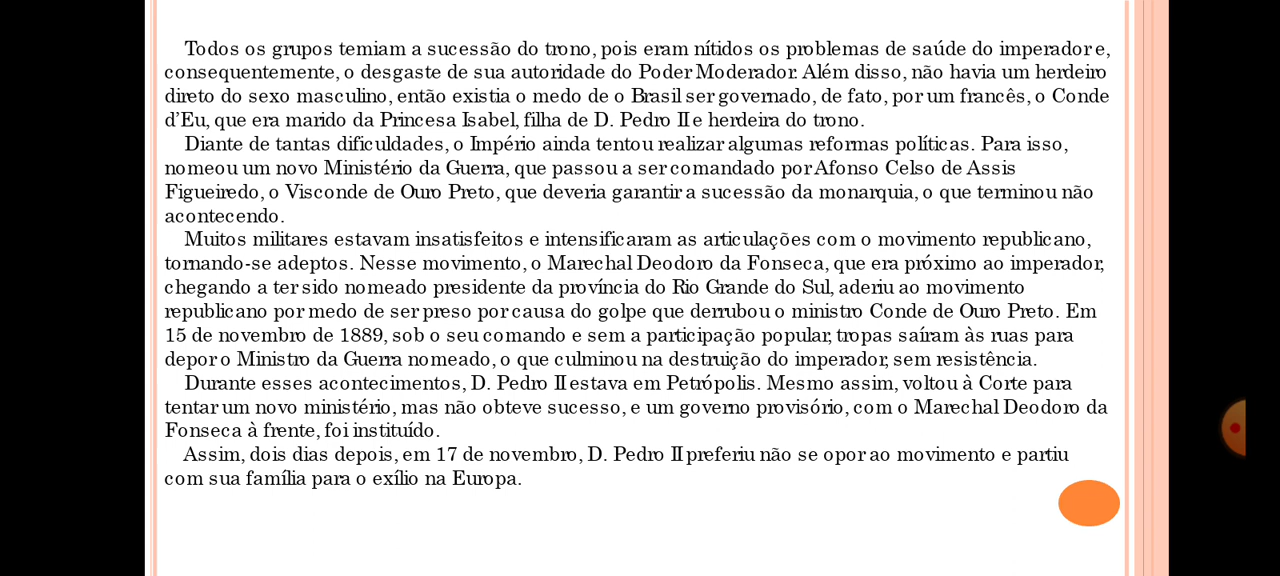 Todos os grupos temiam a sucessão do trono, pois eram nítidos os problemas de saúde do imperador e,
consequentemente, o desgaste de sua autoridade do Poder Moderador. Além disso, não havia um herdeiro
direto do sexo masculino, então existia o medo de o Brasil ser governado, de fato, por um francês, o Conde
d’Eu, que era marido da Princesa Isabel, filha de D. Pedro II e herdeira do trono.
Diante de tantas dificuldades, o Império ainda tentou realizar algumas reformas políticas. Para isso,
nomeou um novo Ministério da Guerra, que passou a ser comandado por Afonso Celso de Assis
Figueiredo, o Visconde de Ouro Preto, que deveria garantir a sucessão da monarquia, o que terminou não
acontecendo.
Muitos militares estavam insatisfeitos e intensificaram as articulações com o movimento republicano,
tornando-se adeptos. Nesse movimento, o Marechal Deodoro da Fonseca, que era próximo ao imperador,
chegando a ter sido nomeado presidente da província do Rio Grande do Sul, aderiu ao movimento
republicano por medo de ser preso por causa do golpe que derrubou o ministro Conde de Ouro Preto. Em
15 de novembro de 1889, sob o seu comando e sem a participação popular, tropas saíram às ruas para
depor o Ministro da Guerra nomeado, o que culminou na destruição do imperador, sem resistência.
Durante esses acontecimentos, D. Pedro II estava em Petrópolis. Mesmo assim, voltou à Corte para
tentar um novo ministério, mas não obteve sucesso, e um governo provisório, com o Marechal Deodoro da
Fonseca à frente, foi instituído.
Assim, dois dias depois, em 17 de novembro, D. Pedro II preferiu não se opor ao movimento e partiu
com sua família para o exílio na Europa.